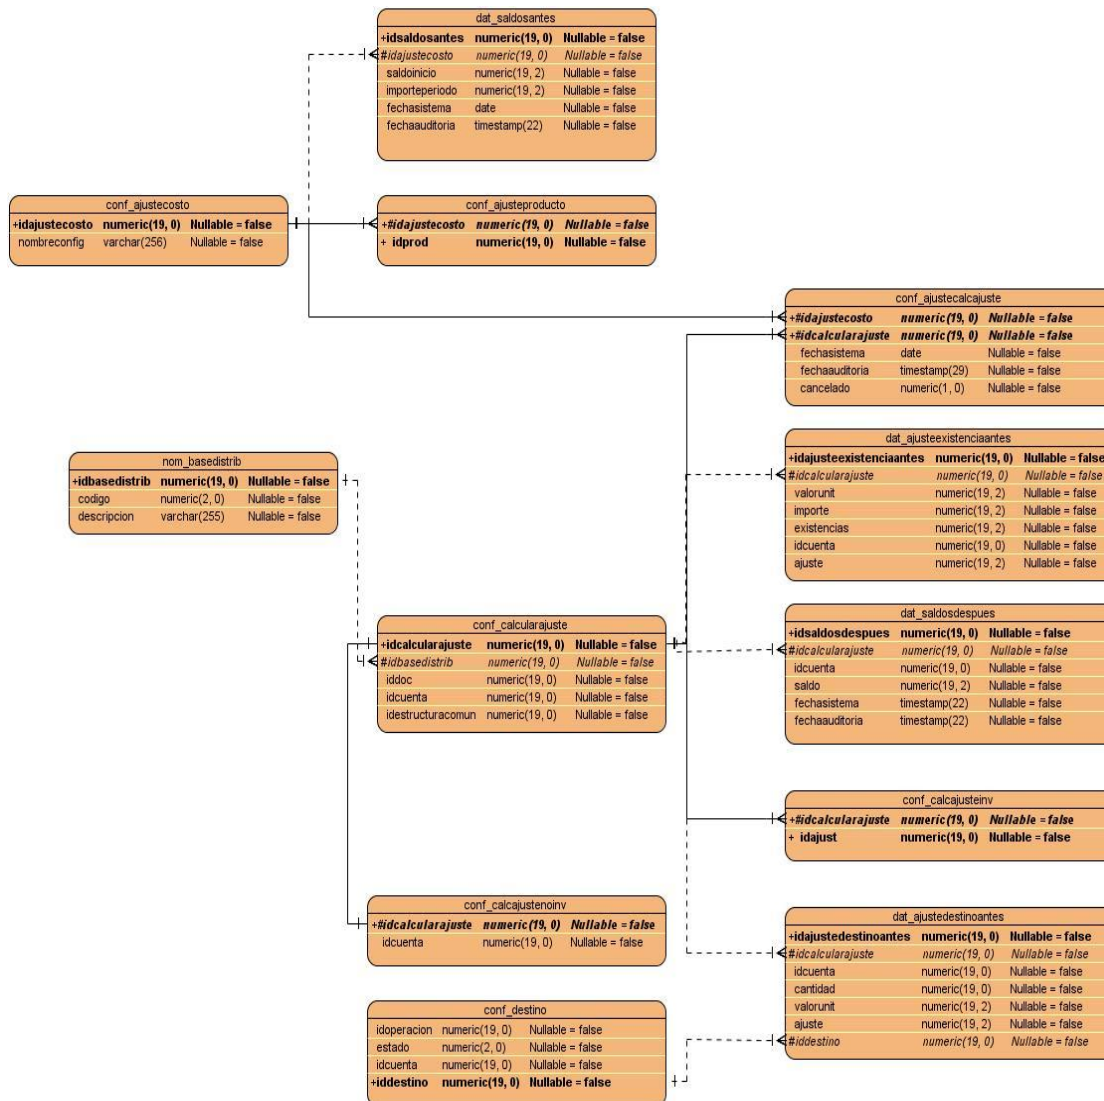 dat_saldosantes
+idsaldosantes numeric(19, 0) Nullable = false
#idajustecosto numeric(19, 0) Nullable = false
saldoinicio numeric(19, 2) Nullable = false
importeperiodo numeric(19, 2) Nullable = false
fechasistema date Nullable = false
fechaauditoria timestamp(22) Nullable = false
conf_ajustecosto
+idajustecosto numeric(19, 0) Nullable = false
nombreconfig varchar(256) Nullable = false
conf_ajusteproducto
+#idajustecosto numeric(19, 0) Nullable = false
+ idprod numeric(19, 0) Nullable = false
conf_ajustecalcajuste
+#idajustecosto numeric(19, 0) Nullable = false
+#idcalcularajuste numeric(19, 0) Nullable = false
fechasistema date Nullable = false
fechaauditoria timestamp(29) Nullable = false
cancelado numeric(1, 0) Nullable = false
nom_basedistrib
+idbasedistrib numeric(19, 0) Nullable = false
codigo numeric(2, 0) Nullable = false
descripcion varchar(255) Nullable = false
dat_ajusteexistenciaantes
+idajusteexistenciaantes numeric(19, 0) Nullable = false
#idcalcularajuste numeric(19, 0) Nullable = false
valorunit numeric(19, 2) Nullable = false
importe numeric(19, 2) Nullable = false
existencias numeric(19, 2) Nullable = false
idcuenta numeric(19, 0) Nullable = false
ajuste numeric(19, 2) Nullable = false
conf_calcularajuste
+idcalcularajuste numeric(19, 0) Nullable = false
#idbasedistrib numeric(19, 0) Nullable = false
iddoc numeric(19, 0) Nullable = false
idcuenta numeric(19, 0) Nullable = false
idestructuracomun numeric(19, 0) Nullable = false
dat_saldosdespues
+idsaldosdespues numeric(19, 0) Nullable = false
#idcalcularajuste numeric(19, 0) Nullable = false
idcuenta numeric(19, 0) Nullable = false
saldo numeric(19, 2) Nullable = false
fechasistema timestamp(22) Nullable = false
fechaauditoria timestamp(22) Nullable = false
conf_calcajusteinv
+#idcalcularajuste numeric(19, 0) Nullable = false
+ idajust numeric(19, 0) Nullable = false
conf_calcajustenoinv
+#idcalcularajuste numeric(19, 0) Nullable = false
idcuenta numeric(19, 0) Nullable = false
dat_ajustedestinoantes
+idajustedestinoantes numeric(19, 0) Nullable = false
#idcalcularajuste numeric(19, 0) Nullable = false
idcuenta numeric(19, 0) Nullable = false
cantidad numeric(19, 0) Nullable = false
valorunit numeric(19, 2) Nullable = false
ajuste numeric(19, 2) Nullable = false
#iddestino numeric(19, 0) Nullable = false
conf_destino
idoperacion numeric(19, 0) Nullable = false
estado numeric(2, 0) Nullable = false
idcuenta numeric(19, 0) Nullable = false
+iddestino numeric(19, 0) Nullable = false